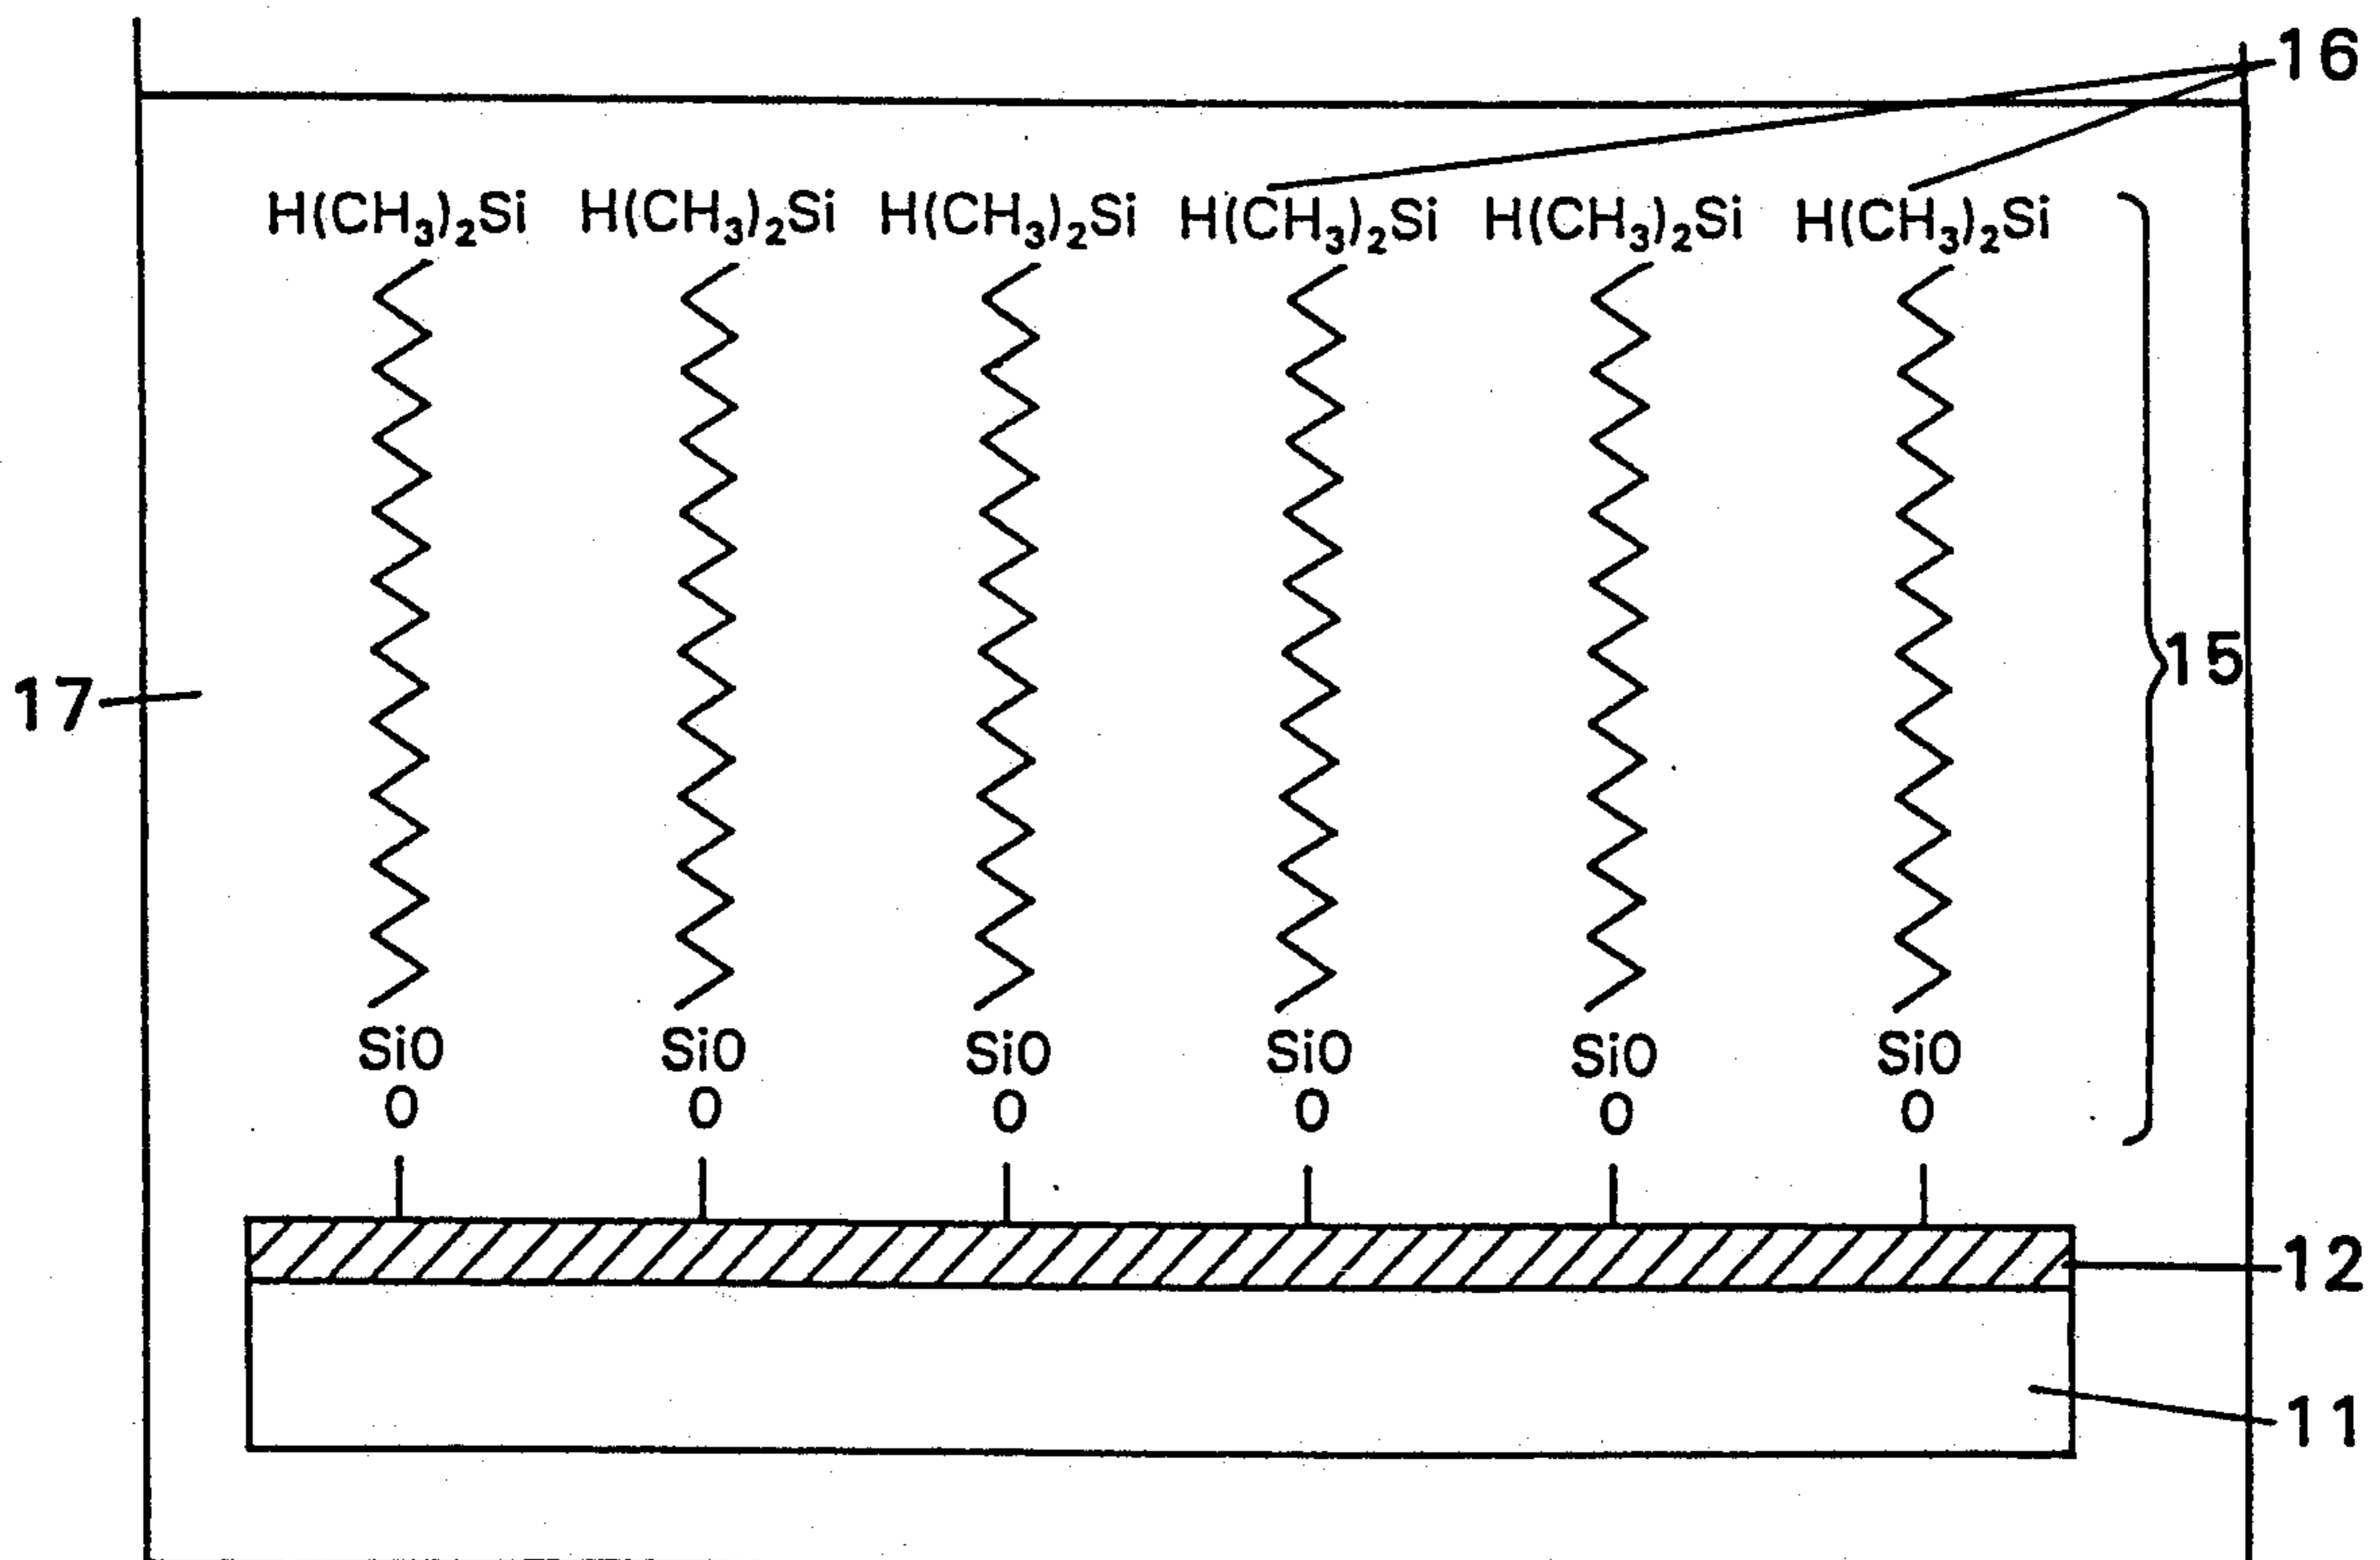 16
H(CH₃)₂Si H(CH₃)₂Si H(CH₃)₂Si H(CH₃)₂Si H(CH₃)₂Si H(CH₃)₂Si
15
17
SiO SiO SiO SiO SiO SiO
O O O O O O
12
11